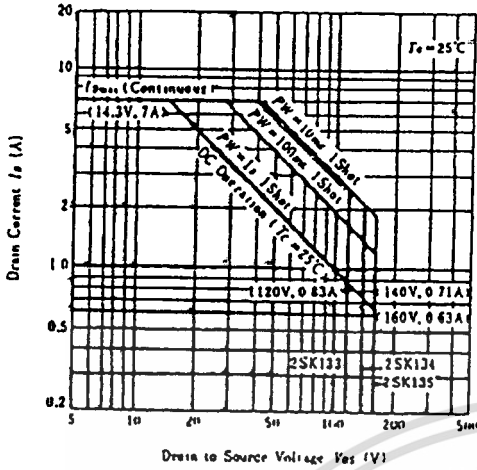 20
Tc = 25°C
10
IDmax (Continuous)
(14.3V, 7A)
5
PW = 10ms 1Shot
PW = 100ms 1Shot
PW = 1s 1Shot
DC Operation (Tc = 25°C)
2
1.0
(120V, 0.83A)
(140V, 0.71A)
(160V, 0.63A)
0.5
2SK133
2SK134
2SK135
0.2
5
10
20
50
100
200
500
Drain Current ID (A)
Drain to Source Voltage VDS (V)